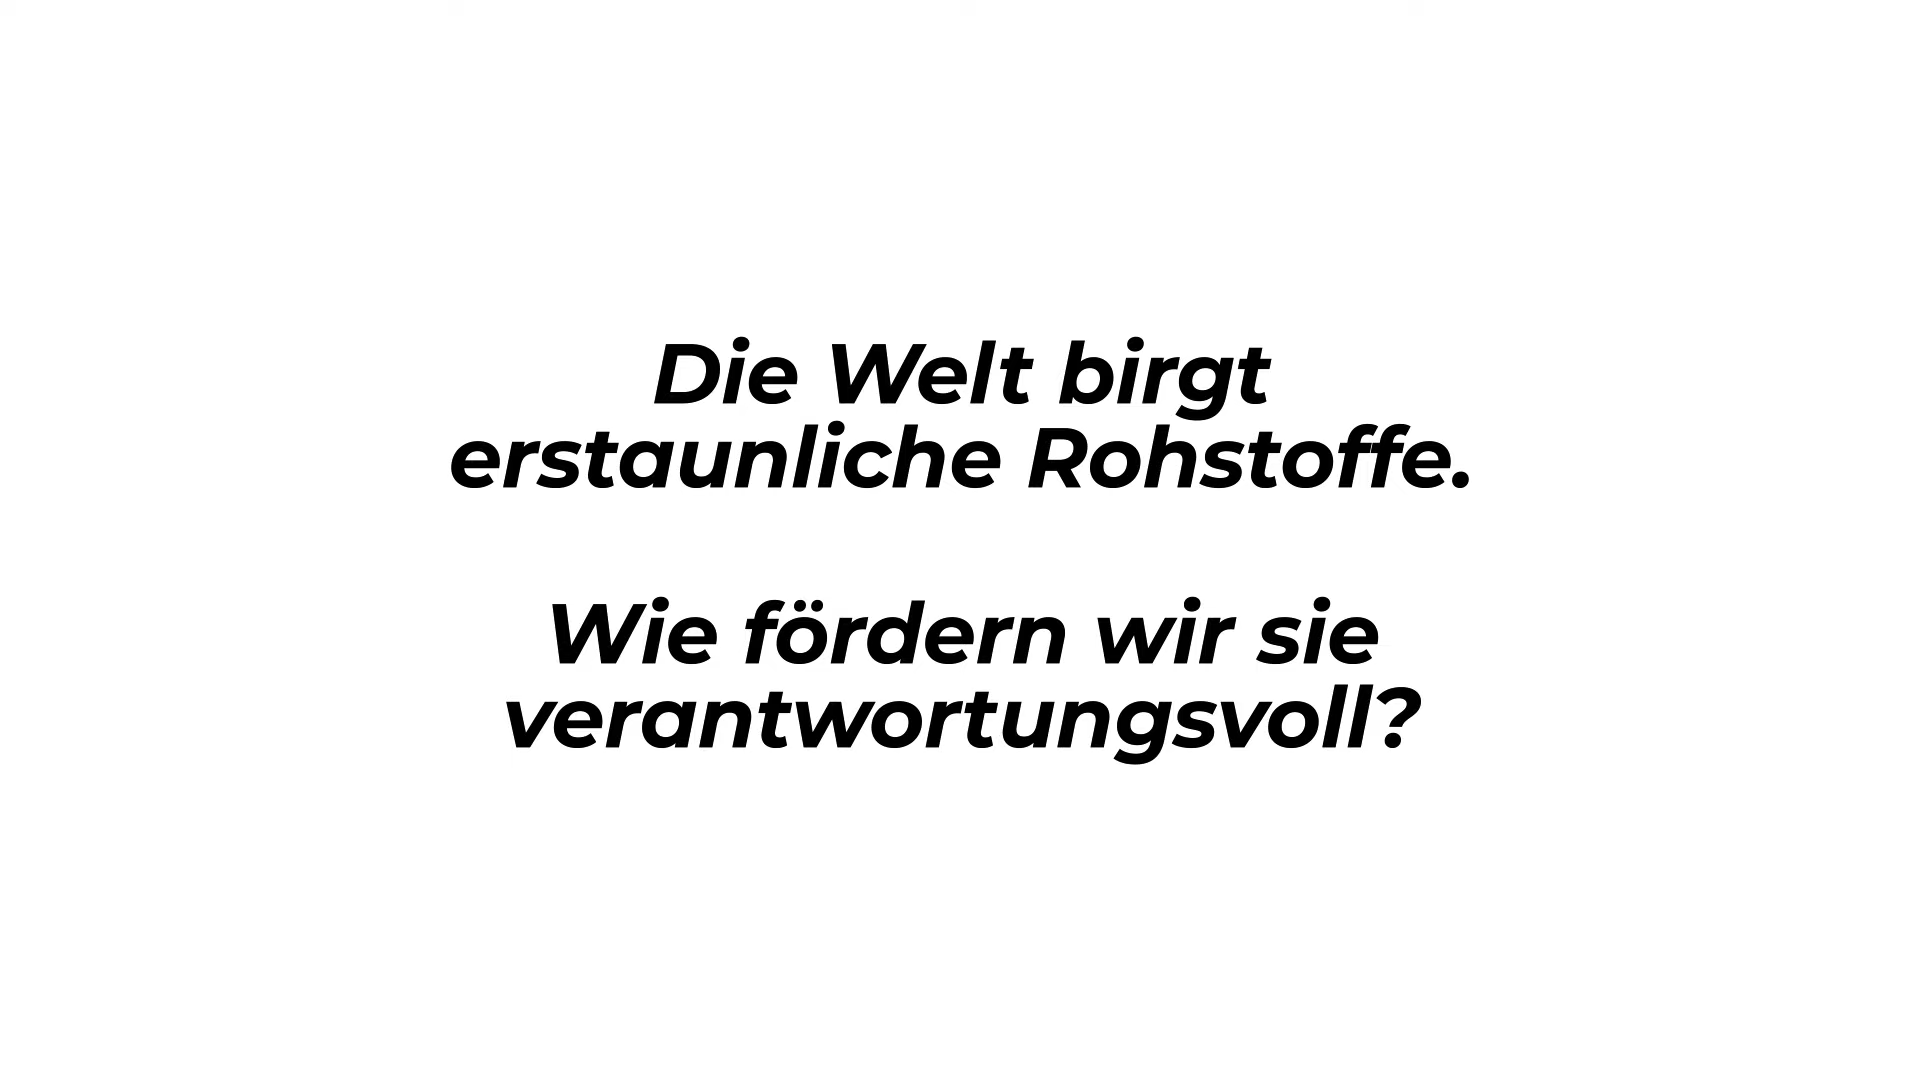 Die Welt birgt
erstaunliche Rohstoffe.
Wie fördern wir sie
verantwortungsvoll?